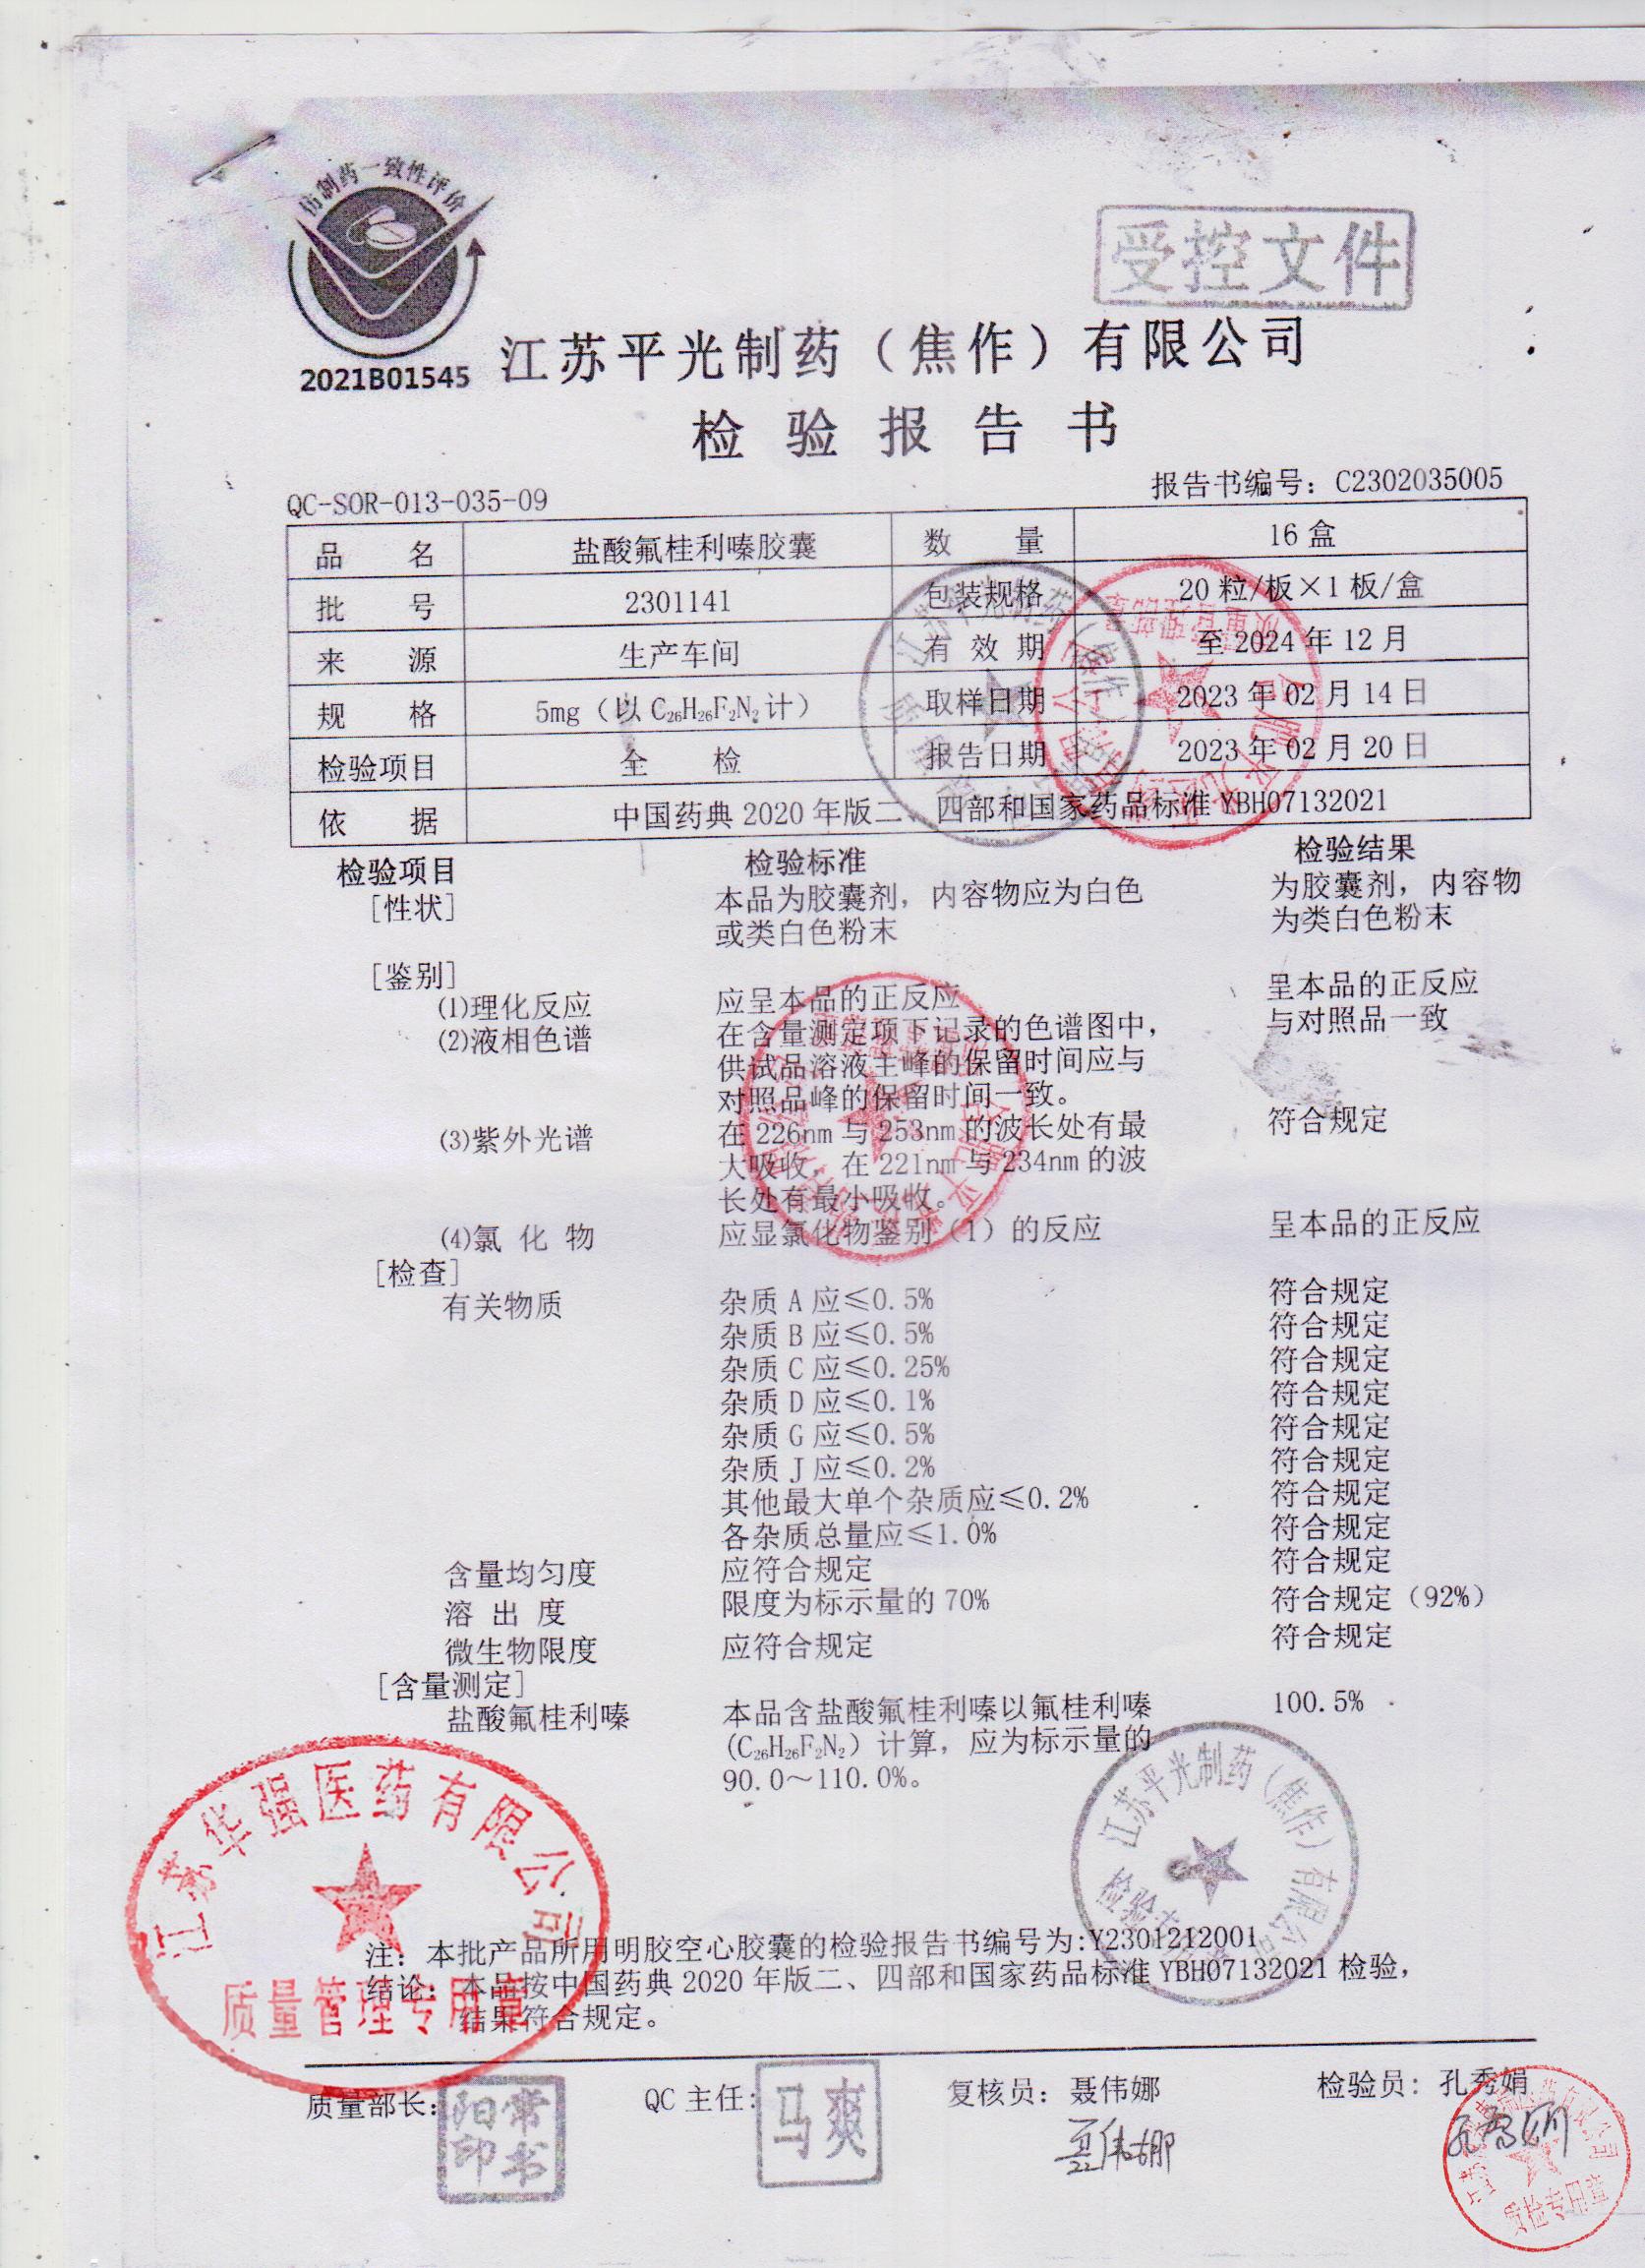 仿制药一致性评价
2021B01545
受控文件
江苏平光制药（焦作）有限公司
检验报告书
QC-SOR-013-035-09
报告书编号：C2302035005
品名 盐酸氟桂利嗪胶囊 数量 16盒
批号 2301141 包装规格 20粒/板×1板/盒
来源 生产车间 有效期 至2024年12月
规格 5mg（以C₂₆H₂₆F₂N₂计） 取样日期 2023年02月14日
检验项目 全检 报告日期 2023年02月20日
依据 中国药典2020年版二、四部和国家药品标准YBH07132021
检验项目 检验标准 检验结果
[性状] 本品为胶囊剂，内容物应为白色 为胶囊剂，内容物
或类白色粉末 为类白色粉末
[鉴别]
⑴理化反应 应呈本品的正反应 呈本品的正反应
⑵液相色谱 在含量测定项下记录的色谱图中， 与对照品一致
供试品溶液主峰的保留时间应与
对照品峰的保留时间一致。
⑶紫外光谱 在226nm与253nm的波长处有最 符合规定
大吸收，在221nm与234nm的波
长处有最小吸收。
⑷氯化物 应显氯化物鉴别（1）的反应 呈本品的正反应
[检查]
有关物质 杂质A应≤0.5% 符合规定
杂质B应≤0.5% 符合规定
杂质C应≤0.25% 符合规定
杂质D应≤0.1% 符合规定
杂质G应≤0.5% 符合规定
杂质J应≤0.2% 符合规定
其他最大单个杂质应≤0.2% 符合规定
各杂质总量应≤1.0% 符合规定
含量均匀度 应符合规定 符合规定
溶出度 限度为标示量的70% 符合规定（92%）
微生物限度 应符合规定 符合规定
[含量测定]
盐酸氟桂利嗪 本品含盐酸氟桂利嗪以氟桂利嗪 100.5%
(C₂₆H₂₆F₂N₂）计算，应为标示量的
90.0～110.0%。
江苏平光制药（焦作）有限公司
江苏华强医药有限公司
质量管理专用章
注：本批产品所用明胶空心胶囊的检验报告书编号为:Y2301212001
结论：本品按中国药典2020年版二、四部和国家药品标准YBH07132021检验，
结果符合规定。
质量部长： QC主任： 复核员：聂伟娜 检验员：孔秀娟
常书阳印 马爽 聂伟娜 孔秀娟